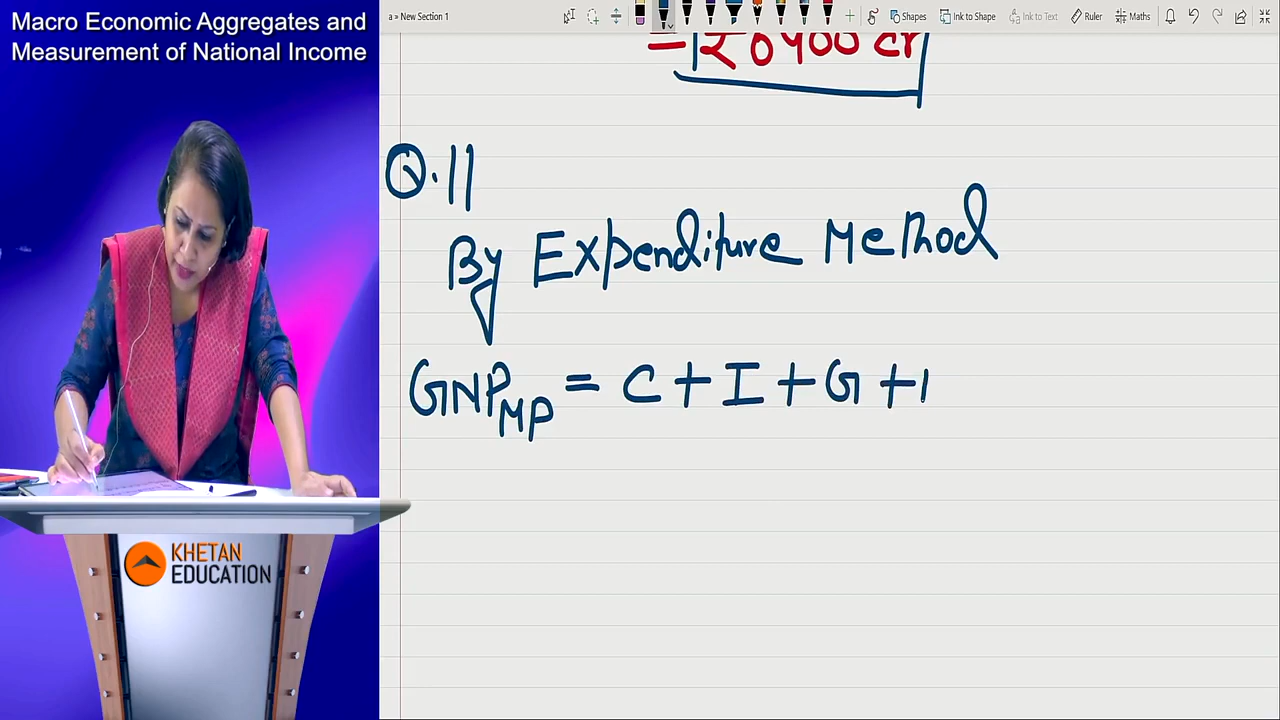 Macro Economic Aggregates and
Measurement of National Income
a » New Section 1
Shapes
Ink to Shape
Ink to Text
Ruler
Maths
Q.11
By Expenditure Method
GNPMP = C + I + G + I
KHETAN
EDUCATION